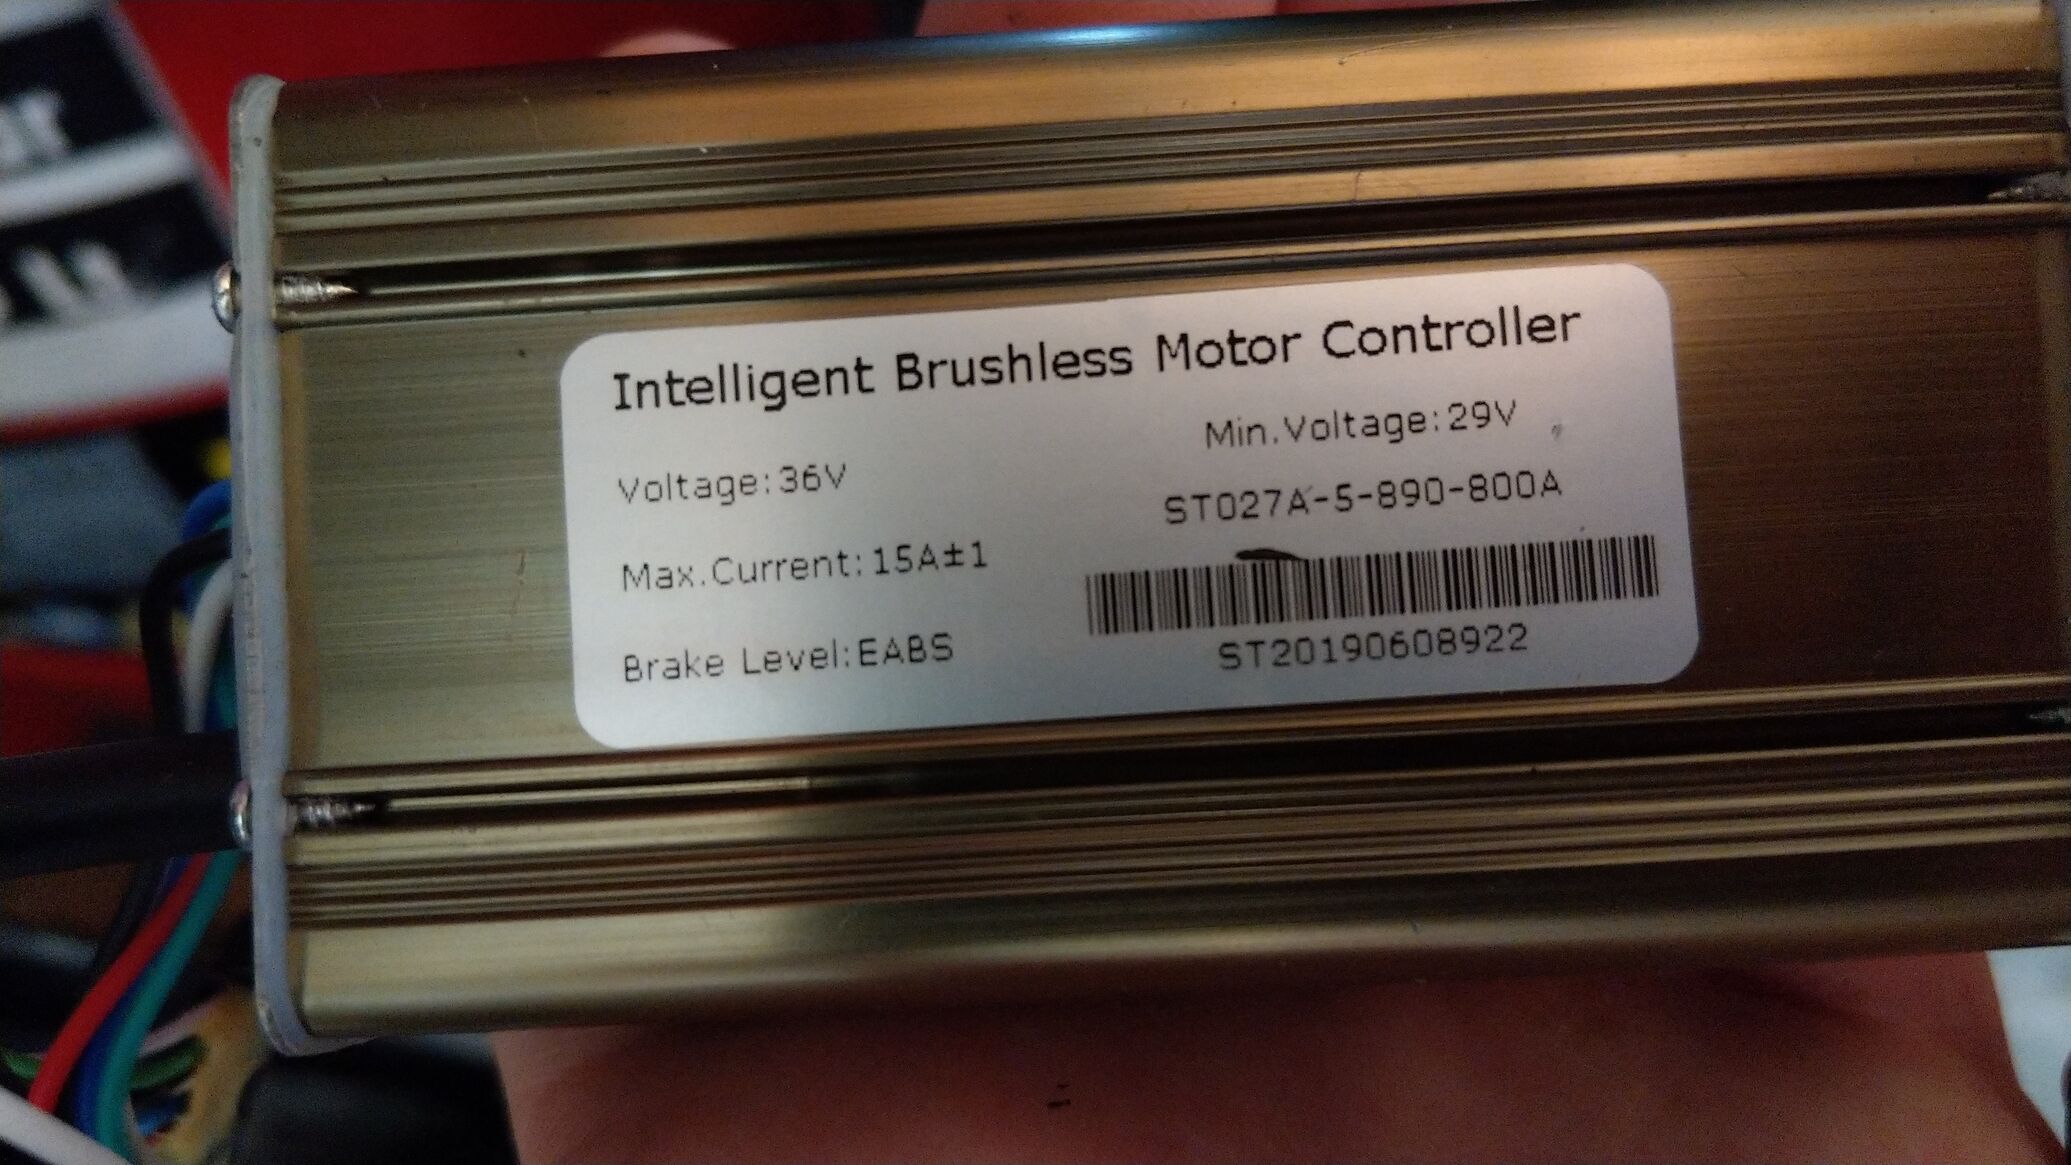 Intelligent Brushless Motor Controller
Min.Voltage:29V
Voltage:36V
ST027A-5-890-800A
Max.Current:15A±1
Brake Level:EABS
ST20190608922